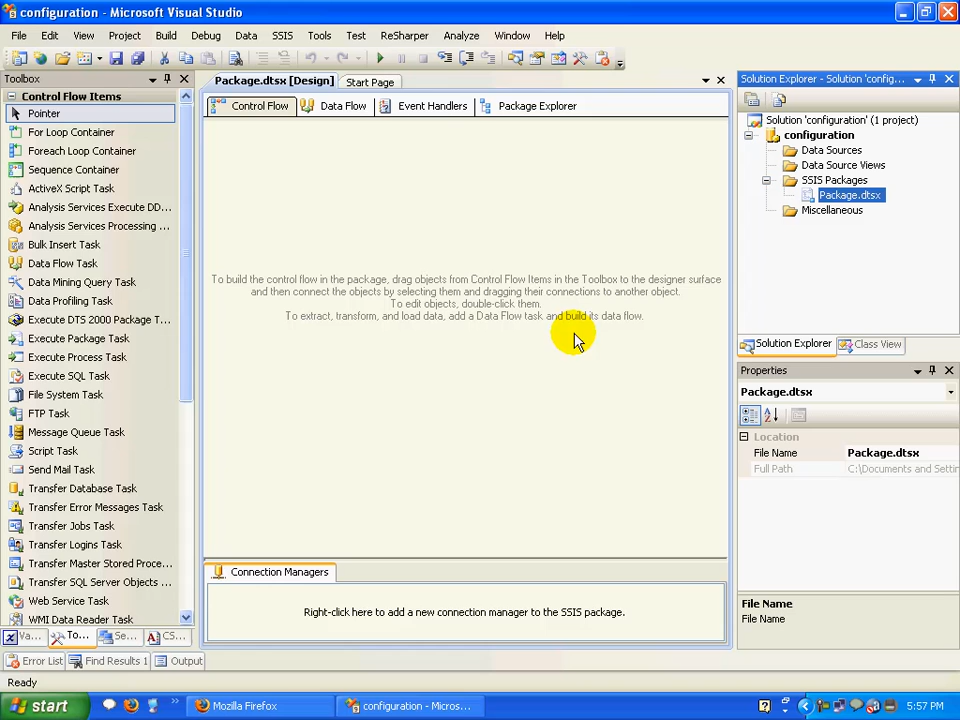 configuration - Microsoft Visual Studio
File Edit View Project Build Debug Data SSIS Tools Test ReSharper Analyze Window Help
Toolbox
Control Flow Items
Pointer
For Loop Container
Foreach Loop Container
Sequence Container
ActiveX Script Task
Analysis Services Execute DD...
Analysis Services Processing ...
Bulk Insert Task
Data Flow Task
Data Mining Query Task
Data Profiling Task
Execute DTS 2000 Package T...
Execute Package Task
Execute Process Task
Execute SQL Task
File System Task
FTP Task
Message Queue Task
Script Task
Send Mail Task
Transfer Database Task
Transfer Error Messages Task
Transfer Jobs Task
Transfer Logins Task
Transfer Master Stored Proce...
Transfer SQL Server Objects ...
Web Service Task
WMI Data Reader Task
Va... To... Se... CS...
Package.dtsx [Design] Start Page
Control Flow Data Flow Event Handlers Package Explorer
To build the control flow in the package, drag objects from Control Flow Items in the Toolbox to the designer surface
and then connect the objects by selecting them and dragging their connections to another object.
To edit objects, double-click them.
To extract, transform, and load data, add a Data Flow task and build its data flow.
Connection Managers
Right-click here to add a new connection manager to the SSIS package.
Solution Explorer - Solution 'config...
Solution 'configuration' (1 project)
configuration
Data Sources
Data Source Views
SSIS Packages
Package.dtsx
Miscellaneous
Solution Explorer Class View
Properties
Package.dtsx
Location
File Name Package.dtsx
Full Path C:\Documents and Setti
File Name
File Name
Error List Find Results 1 Output
Ready
start Mozilla Firefox configuration - Micros... 5:57 PM